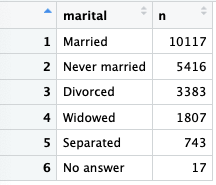 marital n
1 Married 10117
2 Never married 5416
3 Divorced 3383
4 Widowed 1807
5 Separated 743
6 No answer 17